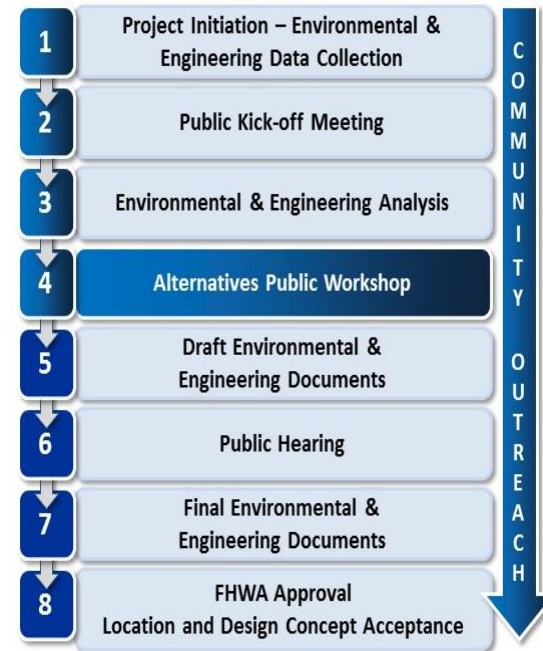 1
Project Initiation – Environmental &
Engineering Data Collection
2
Public Kick-off Meeting
3
Environmental & Engineering Analysis
4
Alternatives Public Workshop
5
Draft Environmental &
Engineering Documents
6
Public Hearing
7
Final Environmental &
Engineering Documents
8
FHWA Approval
Location and Design Concept Acceptance
COMMUNITY OUTREACH